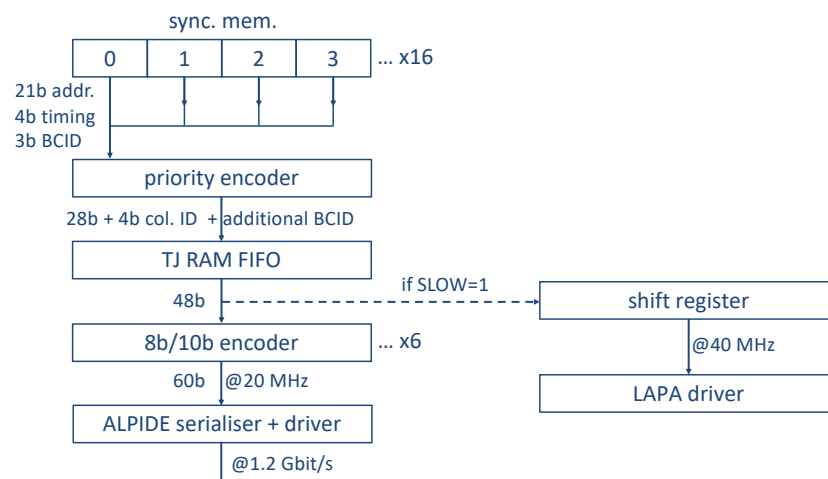 sync. mem.
0 1 2 3 ... x16
21b addr.
4b timing
3b BCID
priority encoder
28b + 4b col. ID + additional BCID
TJ RAM FIFO
if SLOW=1
48b
shift register
8b/10b encoder ... x6
@40 MHz
60b @20 MHz
LAPA driver
ALPIDE serialiser + driver
@1.2 Gbit/s